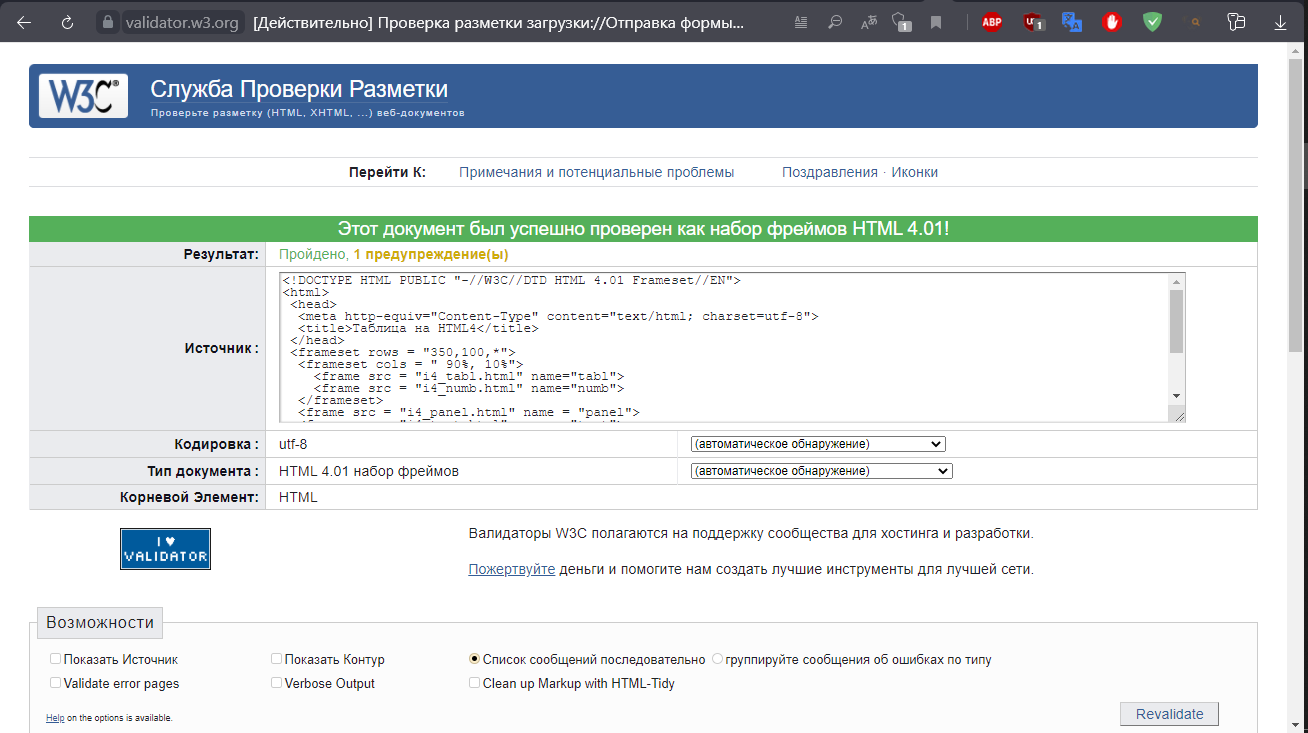 validator.w3.org [Действительно] Проверка разметки загрузки://Отправка формы... 1 ABP 1
W3C® Служба Проверки Разметки
Проверьте разметку (HTML, XHTML, ...) веб-документов
Перейти К: Примечания и потенциальные проблемы Поздравления · Иконки
Этот документ был успешно проверен как набор фреймов HTML 4.01!
Результат: Пройдено, 1 предупреждение(ы)
Источник :
<!DOCTYPE HTML PUBLIC "-//W3C//DTD HTML 4.01 Frameset//EN">
<html>
<head>
<meta http-equiv="Content-Type" content="text/html; charset=utf-8">
<title>Таблица на HTML4</title>
</head>
<frameset rows = "350,100,*">
<frameset cols = " 90%, 10%">
<frame src = "i4_tabl.html" name="tabl">
<frame src = "i4_numb.html" name="numb">
</frameset>
<frame src = "i4_panel.html" name = "panel">
Кодировка : utf-8 (автоматическое обнаружение)
Тип документа : HTML 4.01 набор фреймов (автоматическое обнаружение)
Корневой Элемент: HTML
I ♥ VALIDATOR
Валидаторы W3C полагаются на поддержку сообщества для хостинга и разработки.
Пожертвуйте деньги и помогите нам создать лучшие инструменты для лучшей сети.
Возможности
Показать Источник Показать Контур Список сообщений последовательно группируйте сообщения об ошибках по типу
Validate error pages Verbose Output Clean up Markup with HTML-Tidy
Help on the options is available.
Revalidate